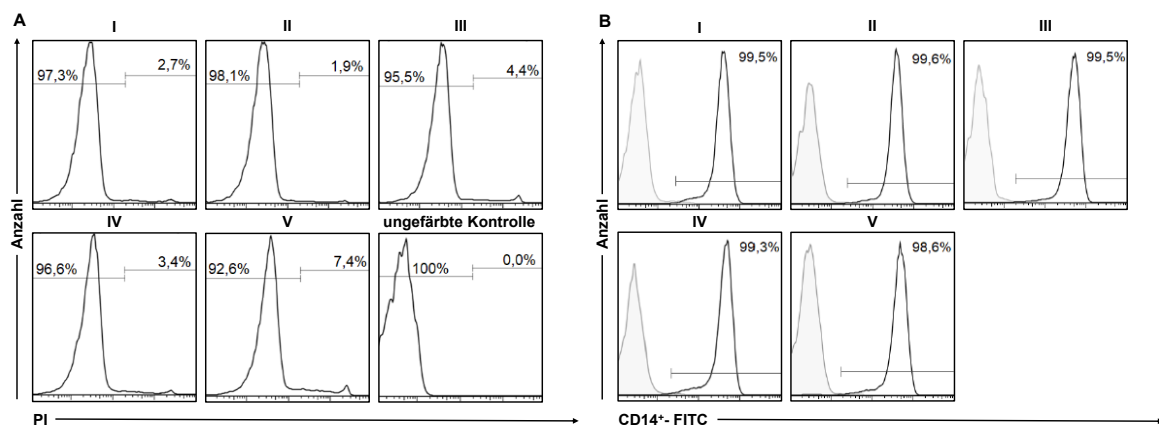 A
B
I
II
III
I
II
III
97,3%
2,7%
98,1%
1,9%
95,5%
4,4%
99,5%
99,6%
99,5%
Anzahl
Anzahl
IV
V
ungefärbte Kontrolle
IV
V
96,6%
3,4%
92,6%
7,4%
100%
0,0%
99,3%
98,6%
PI
CD14⁺- FITC